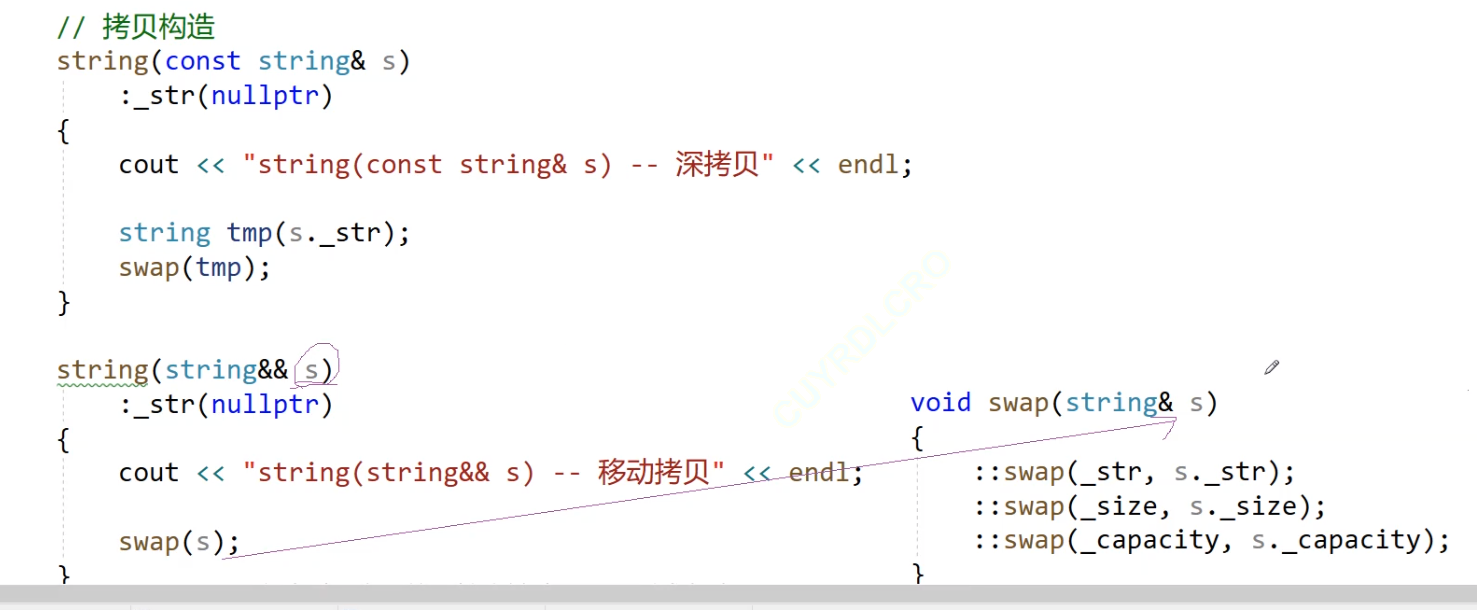 // 拷贝构造
string(const string& s)
:_str(nullptr)
{
cout << "string(const string& s) -- 深拷贝" << endl;
string tmp(s._str);
swap(tmp);
}
string(string&& s)
:_str(nullptr)
{
cout << "string(string&& s) -- 移动拷贝" << endl;
swap(s);
}
void swap(string& s)
{
::swap(_str, s._str);
::swap(_size, s._size);
::swap(_capacity, s._capacity);
}
CUYRDLCRO